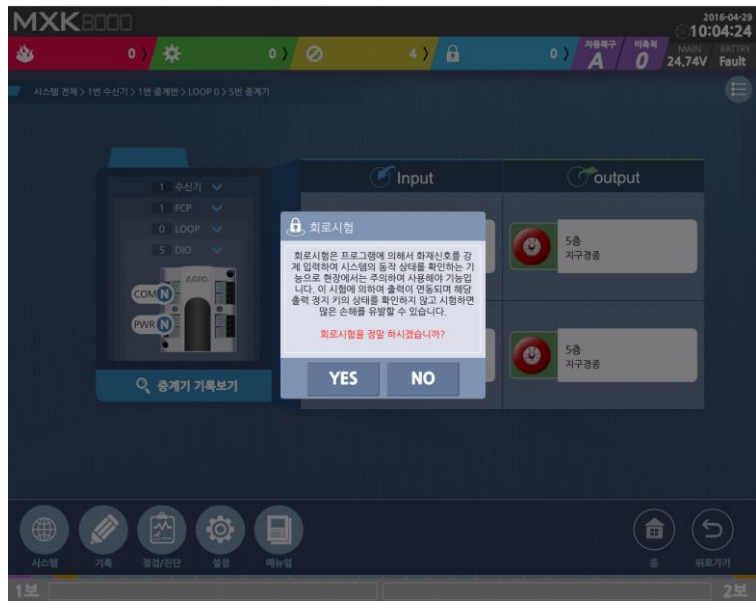 MXK8000
2016-04-29
10:04:24
0 〉 0 〉 4 〉 0 〉
자동복구 A
비축적 0
MAIN 24.74V
BATTRY Fault
시스템 전체 > 1번 수신기 > 1번 중계반 > LOOP 0 > 5번 중계기
1 수신기
1 FCP
0 LOOP
5 DIO
ADIO
COM N
PWR N
중계기 기록보기
Input
output
5층
지구경종
5층
지구경종
회로시험
회로시험은 프로그램에 의해서 화재신호를 강
제 입력하여 시스템의 동작 상태를 확인하는 기
능으로 현장에서는 주의하여 사용해야 기능입
니다. 이 시험에 의하여 출력이 연동되며 해당
출력 정지 키의 상태를 확인하지 않고 시험하면
많은 손해를 유발할 수 있습니다.
회로시험을 정말 하시겠습니까?
YES
NO
시스템
기록
점검/진단
설정
메뉴얼
홈
뒤로가기
1보
2보